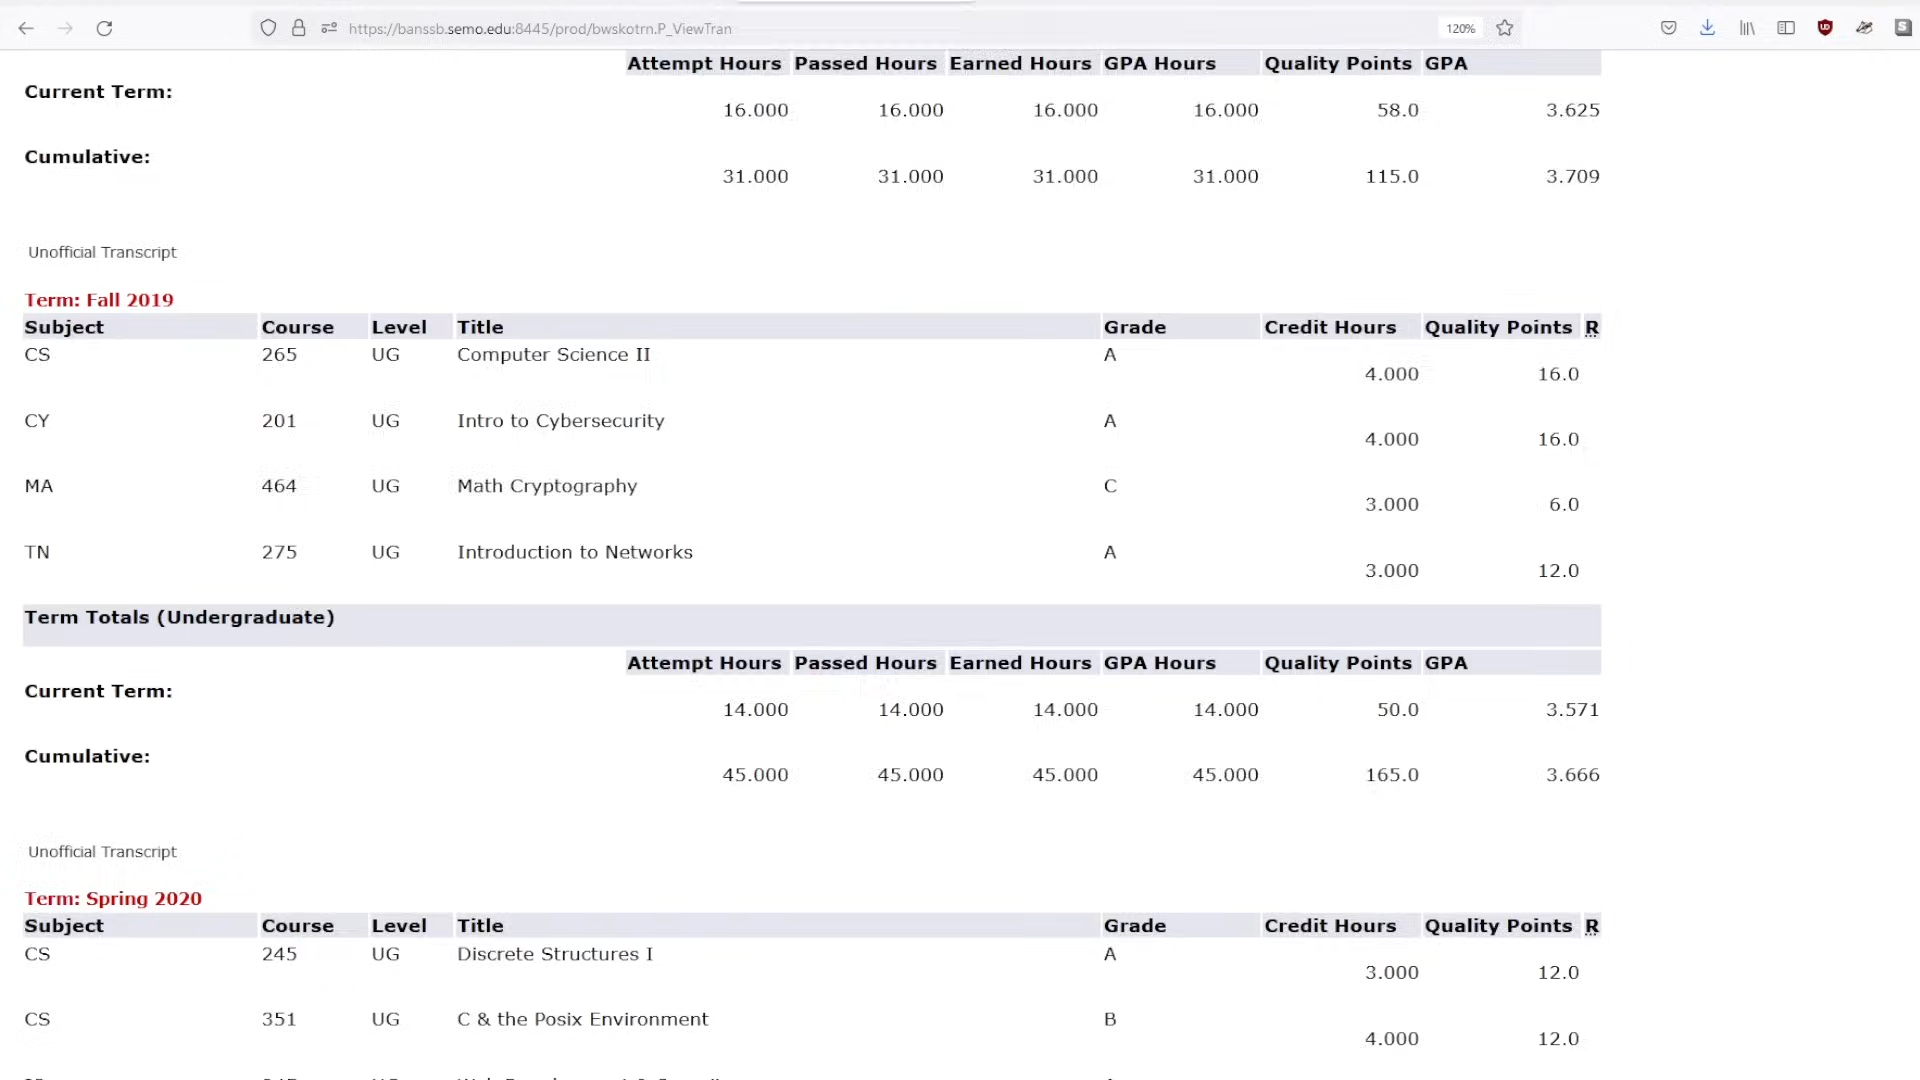 https://banssb.semo.edu:8445/prod/bwskotrn.P_ViewTran 120%
Attempt Hours Passed Hours Earned Hours GPA Hours Quality Points GPA
Current Term:
16.000 16.000 16.000 16.000 58.0 3.625
Cumulative:
31.000 31.000 31.000 31.000 115.0 3.709
Unofficial Transcript
Term: Fall 2019
Subject Course Level Title Grade Credit Hours Quality Points R
CS 265 UG Computer Science II A
4.000 16.0
CY 201 UG Intro to Cybersecurity A
4.000 16.0
MA 464 UG Math Cryptography C
3.000 6.0
TN 275 UG Introduction to Networks A
3.000 12.0
Term Totals (Undergraduate)
Attempt Hours Passed Hours Earned Hours GPA Hours Quality Points GPA
Current Term:
14.000 14.000 14.000 14.000 50.0 3.571
Cumulative:
45.000 45.000 45.000 45.000 165.0 3.666
Unofficial Transcript
Term: Spring 2020
Subject Course Level Title Grade Credit Hours Quality Points R
CS 245 UG Discrete Structures I A
3.000 12.0
CS 351 UG C & the Posix Environment B
4.000 12.0